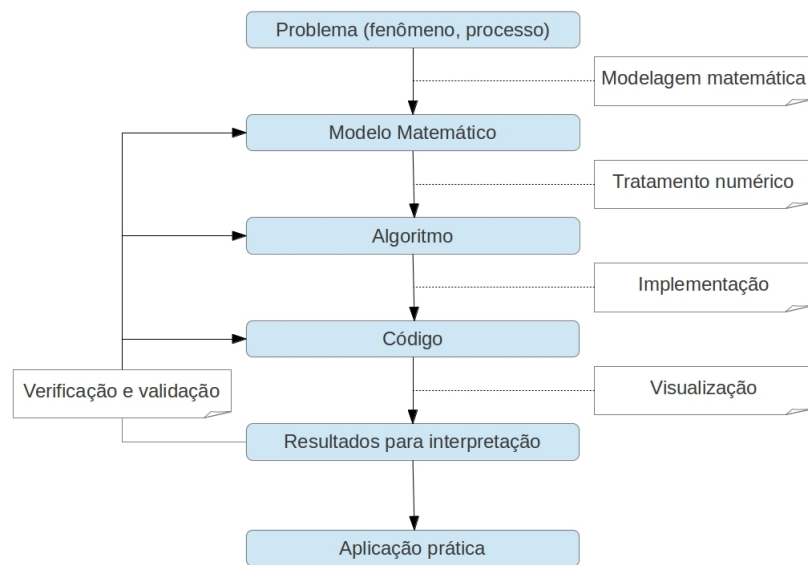 Problema (fenômeno, processo)
Modelagem matemática
Modelo Matemático
Tratamento numérico
Algoritmo
Implementação
Código
Verificação e validação
Visualização
Resultados para interpretação
Aplicação prática